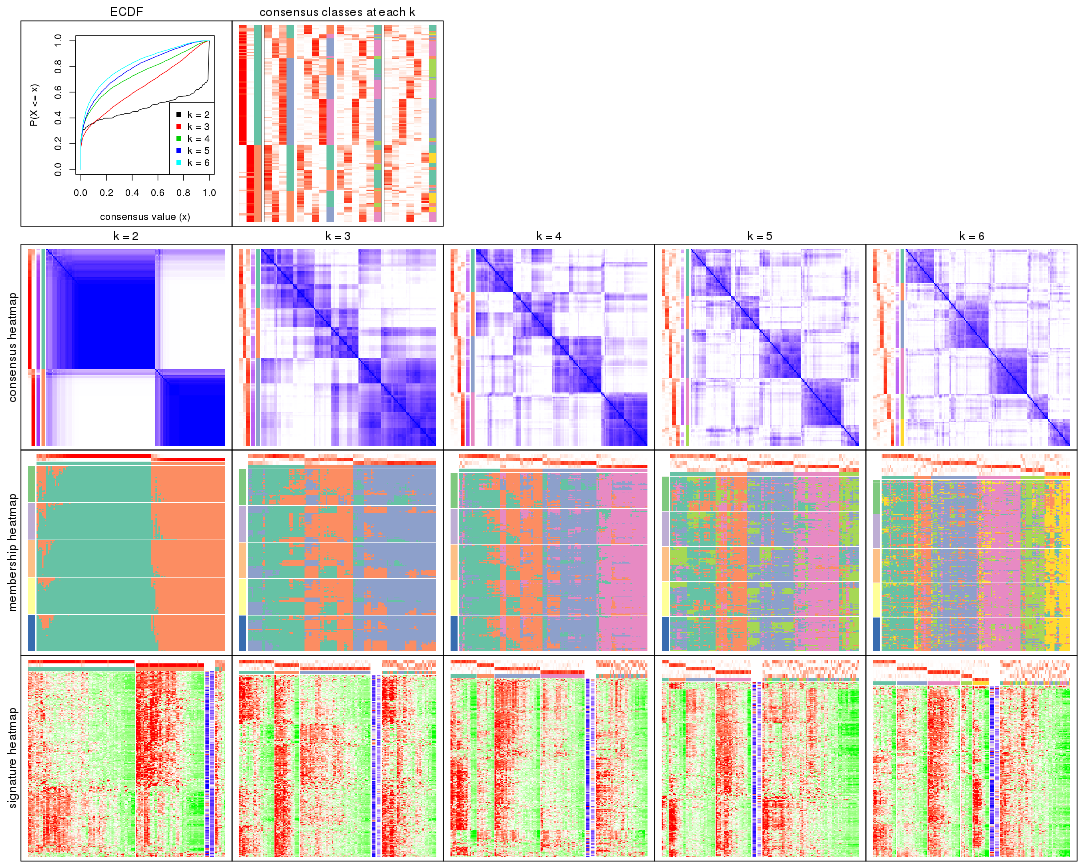 ECDF
consensus classes at each k
P(X <= x)
0.0 0.2 0.4 0.6 0.8 1.0
k = 2
k = 3
k = 4
k = 5
k = 6
0.0 0.2 0.4 0.6 0.8 1.0
consensus value (x)
k = 2 k = 3 k = 4 k = 5 k = 6
consensus heatmap
membership heatmap
signature heatmap